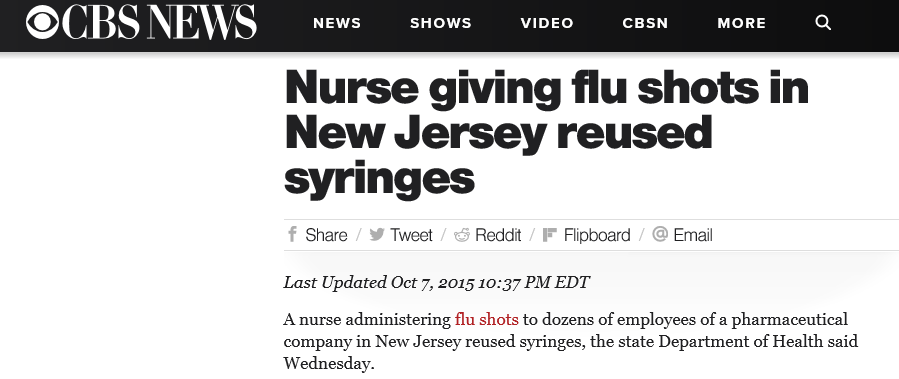 CBS NEWS NEWS SHOWS VIDEO CBSN MORE
Nurse giving flu shots in
New Jersey reused
syringes
Share / Tweet / Reddit / Flipboard / Email
Last Updated Oct 7, 2015 10:37 PM EDT
A nurse administering flu shots to dozens of employees of a pharmaceutical
company in New Jersey reused syringes, the state Department of Health said
Wednesday.